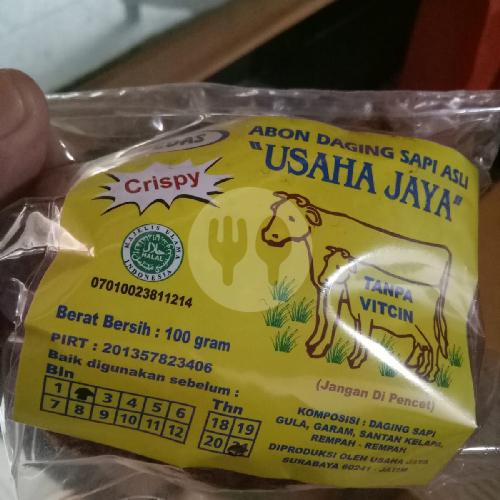 ABON DAGING SAPI ASLI
"USAHA JAYA"
Crispy
MAJELIS ULAMA
HALAL
INDONESIA
07010023811214
TANPA
VITCIN
Berat Bersih : 100 gram
PIRT : 201357823406
Baik digunakan sebelum :
Bln
1 3 4 5 6
7 8 9 10 11 12
Thn
18 19
20
(Jangan Di Pencet)
KOMPOSISI : DAGING SAPI
GULA, GARAM, SANTAN KELAPA,
REMPAH - REMPAH
DIPRODUKSI OLEH USAHA JAYA
SURABAYA 60241 - JATIM